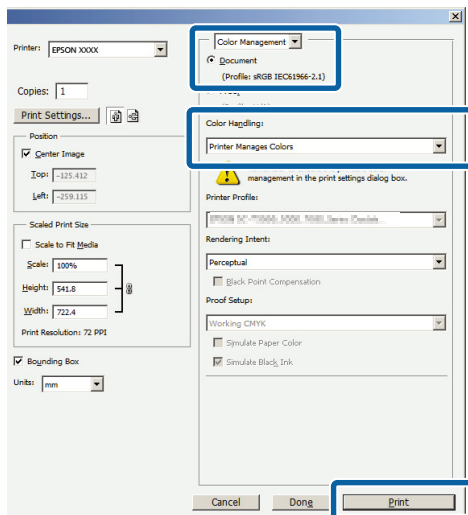 Printer: EPSON XXXX
Copies: 1
Print Settings...
Position
Center Image
Top: -125.412
Left: -259.115
Scaled Print Size
Scale to Fit Media
Scale: 100%
Height: 541.8
Width: 722.4
Print Resolution: 72 PPI
Bounding Box
Units: mm
Color Management
Document
(Profile: sRGB IEC61966-2.1)
Color Handling:
Printer Manages Colors
management in the print settings dialog box.
Printer Profile:
Rendering Intent:
Perceptual
Black Point Compensation
Proof Setup:
Working CMYK
Simulate Paper Color
Simulate Black Ink
Cancel
Done
Print